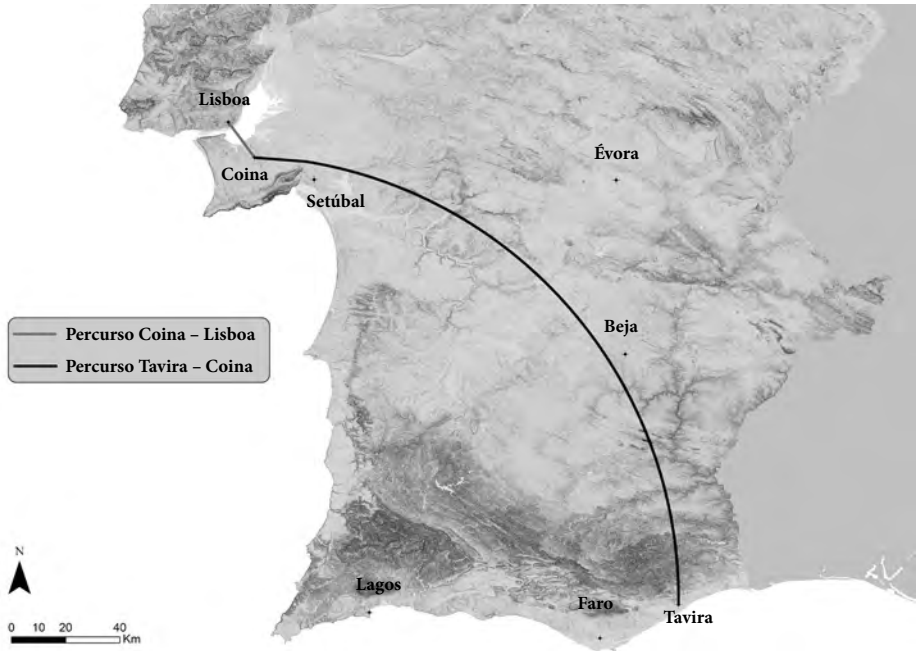 Lisboa
Évora
Coina
Setúbal
Percurso Coina – Lisboa
Beja
Percurso Tavira – Coina
N
Lagos
Faro
Tavira
0 10 20 40
Km